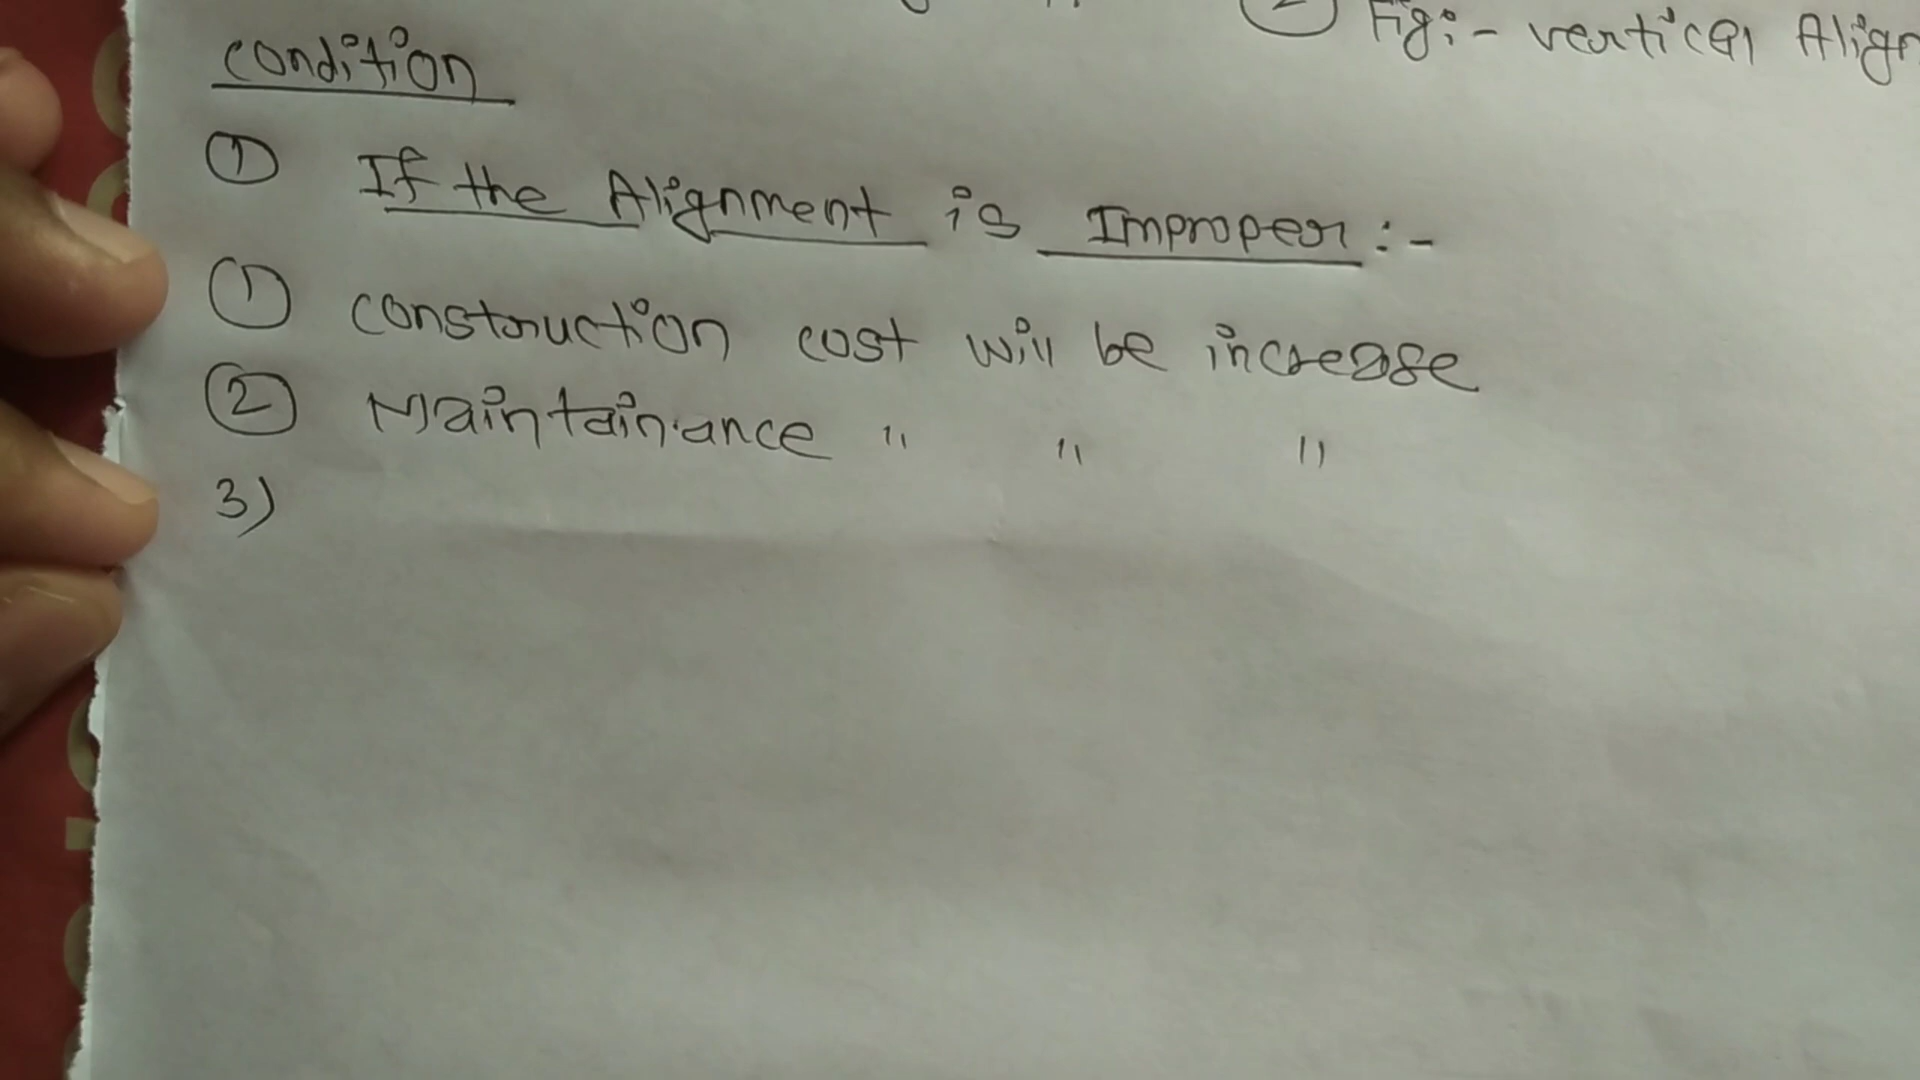 Fig:- vertical Align
condition
① If the Alignment is Improper :-
① construction cost will be increase
② Maintainance " " "
3)